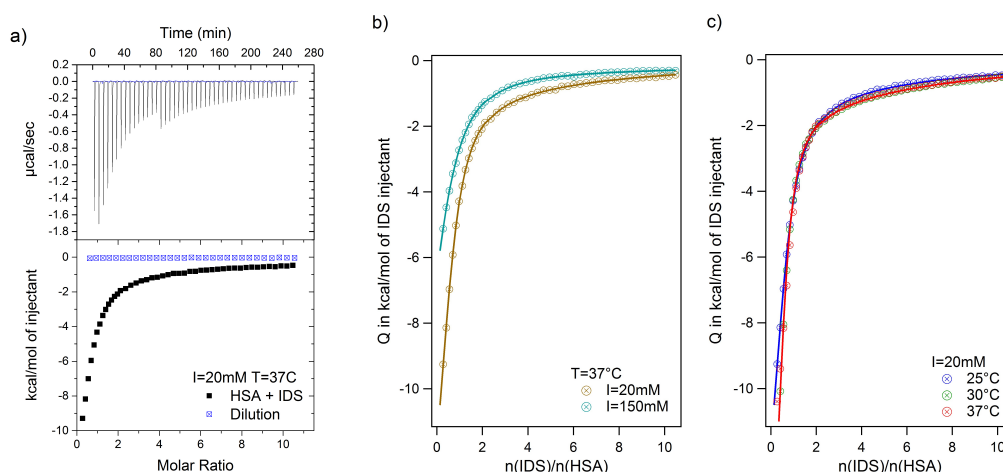 a)
Time (min)
0 40 80 120 160 200 240 280
0.2
0.0
-0.2
-0.4
-0.6
-0.8
-1.0
-1.2
-1.4
-1.6
-1.8
µcal/sec
0
-2
-4
-6
-8
-10
kcal/mol of injectant
I=20mM T=37C
HSA + IDS
Dilution
0 2 4 6 8 10
Molar Ratio
b)
0
-2
-4
-6
-8
-10
Q in kcal/mol of IDS injectant
T=37°C
I=20mM
I=150mM
0 2 4 6 8 10
n(IDS)/n(HSA)
c)
0
-2
-4
-6
-8
-10
Q in kcal/mol of IDS injectant
I=20mM
25°C
30°C
37°C
0 2 4 6 8 10
n(IDS)/n(HSA)